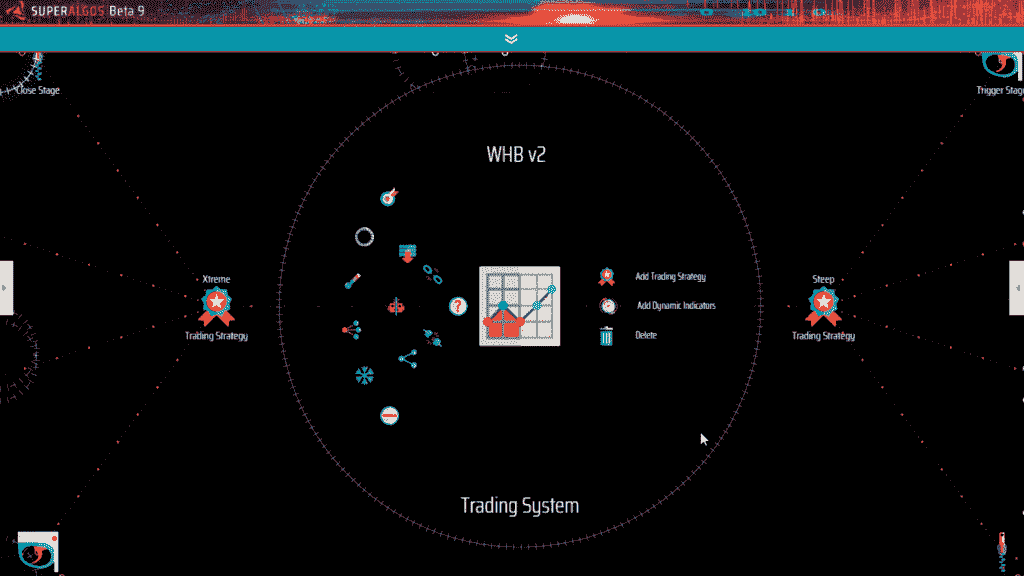 SUPERALGOS Beta 9
Close Stage
Trigger Stag
WHB v2
Xtreme
Trading Strategy
Add Trading Strategy
Add Dynamic Indicators
Delete
Steep
Trading Strategy
Trading System
?